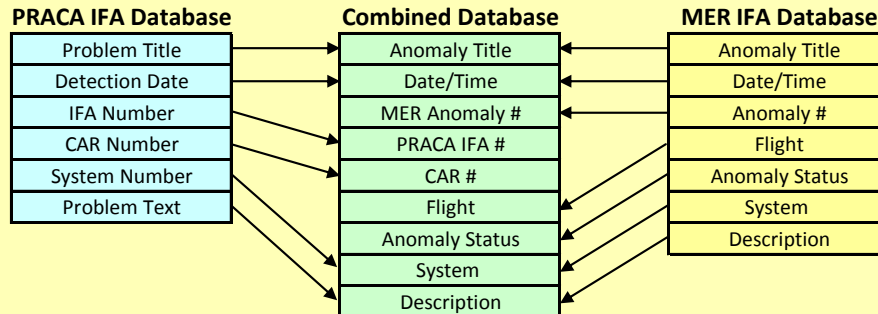 PRACA IFA Database
Problem Title
Detection Date
IFA Number
CAR Number
System Number
Problem Text
Combined Database
Anomaly Title
Date/Time
MER Anomaly #
PRACA IFA #
CAR #
Flight
Anomaly Status
System
Description
MER IFA Database
Anomaly Title
Date/Time
Anomaly #
Flight
Anomaly Status
System
Description